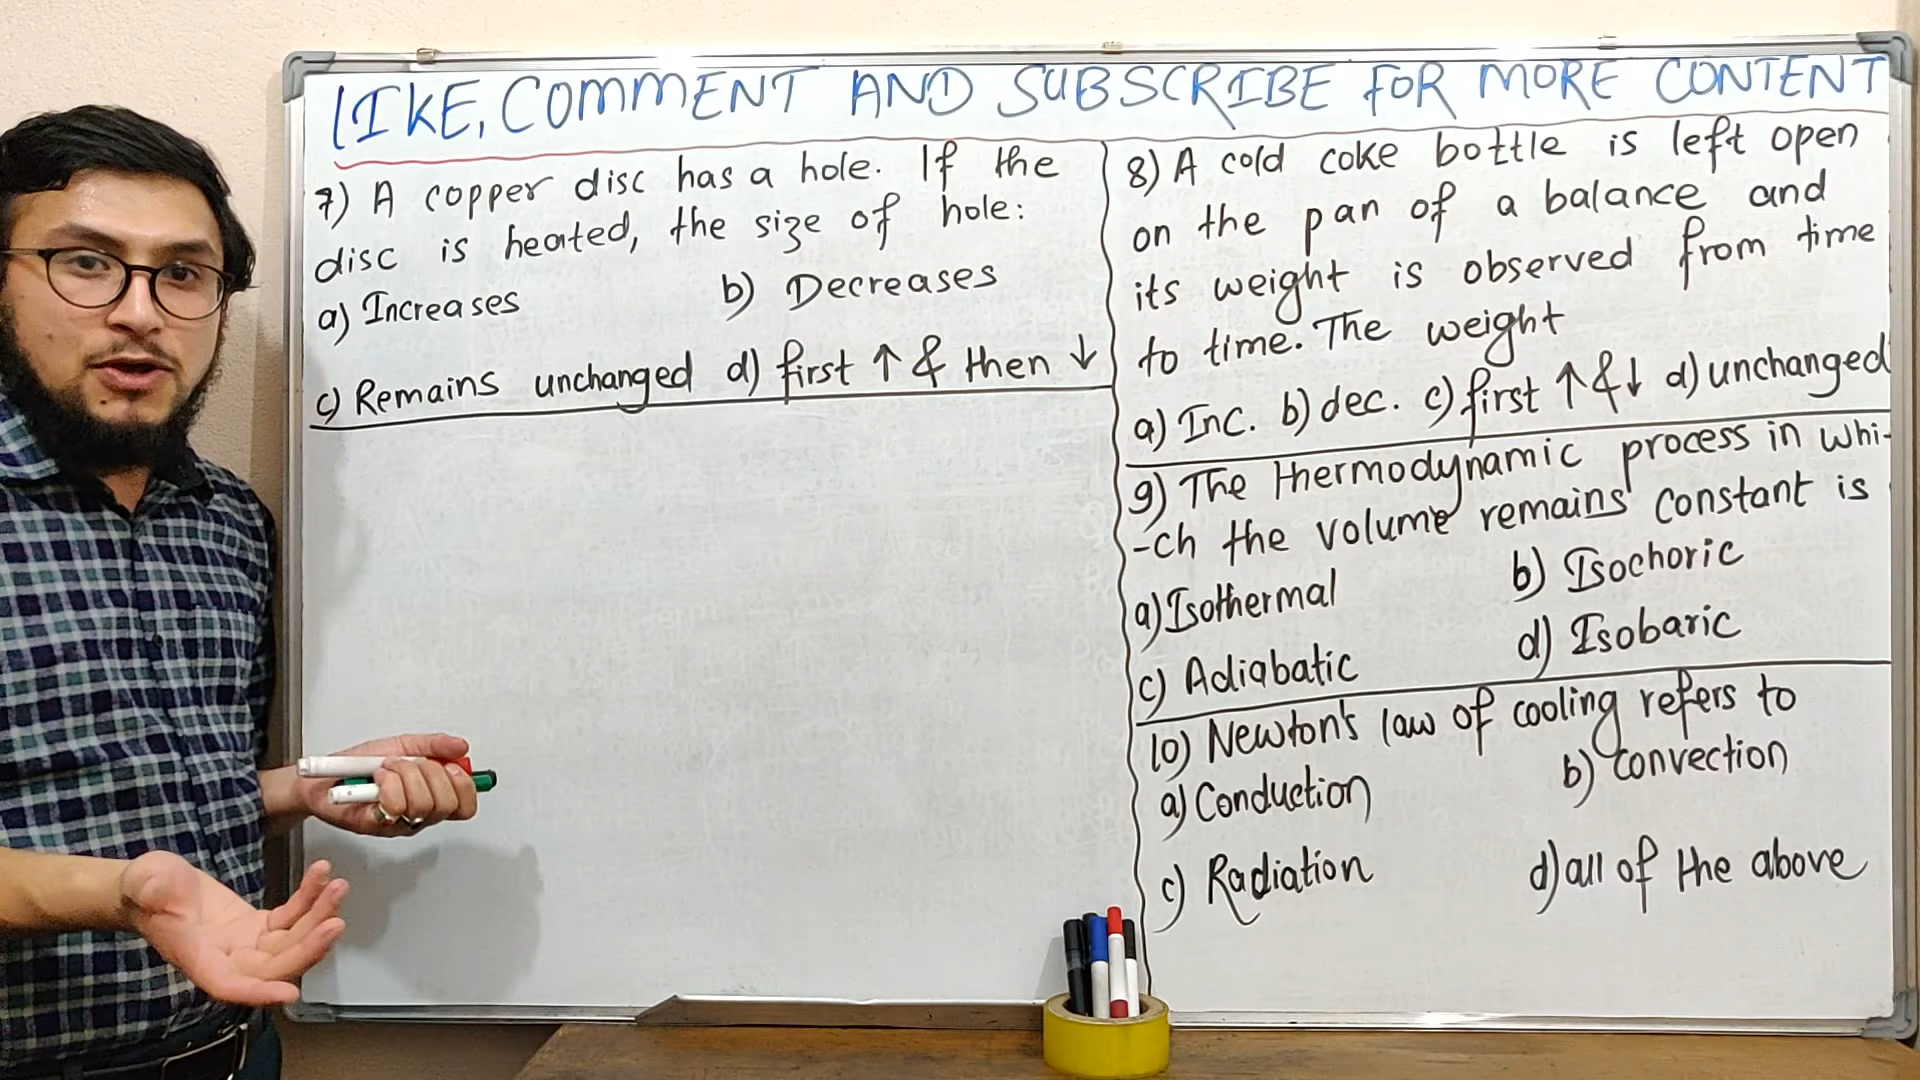 LIKE, COMMENT AND SUBSCRIBE FOR MORE CONTENT
7) A copper disc has a hole. If the
disc is heated, the size of hole:
a) Increases b) Decreases
c) Remains unchanged d) first ↑ & then ↓
8) A cold coke bottle is left open
on the pan of a balance and
its weight is observed from time
to time. The weight
a) Inc. b) dec. c) first ↑ & ↓ d) unchanged
9) The thermodynamic process in whi-
-ch the volume remains constant is
a) Isothermal b) Isochoric
c) Adiabatic d) Isobaric
10) Newton's law of cooling refers to
a) Conduction b) Convection
c) Radiation d) all of the above